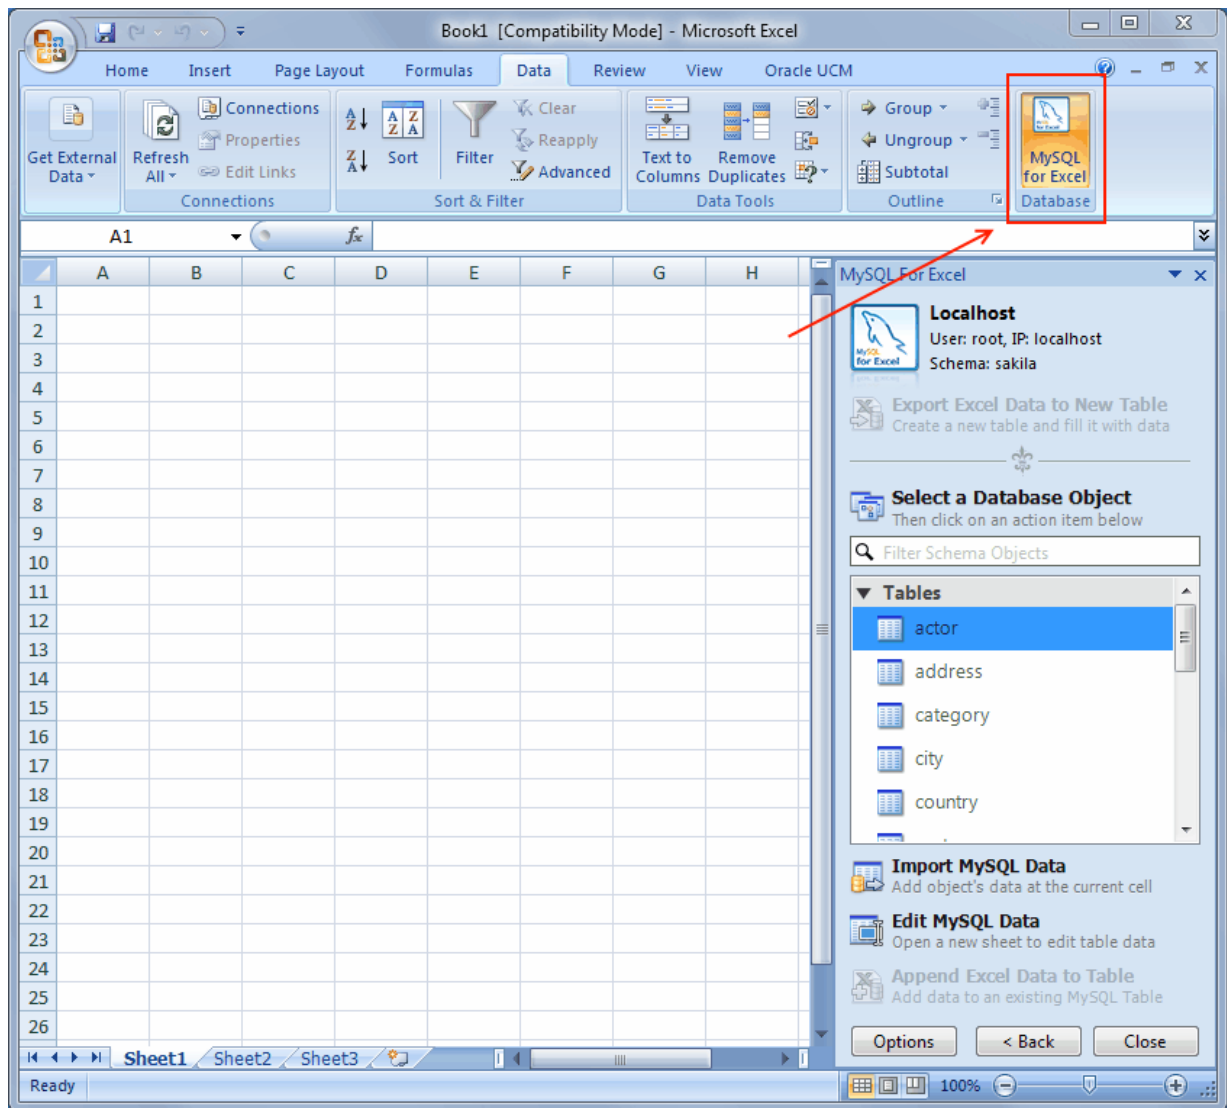 Book1 [Compatibility Mode] - Microsoft Excel
Home Insert Page Layout Formulas Data Review View Oracle UCM
Get External Data
Refresh All
Connections
Properties
Edit Links
Connections
Sort
Filter
Clear
Reapply
Advanced
Sort & Filter
Text to Columns
Remove Duplicates
Data Tools
Group
Ungroup
Subtotal
Outline
MySQL for Excel
Database
A1
fx
A B C D E F G H
1
2
3
4
5
6
7
8
9
10
11
12
13
14
15
16
17
18
19
20
21
22
23
24
25
26
MySQL For Excel
MySQL
for Excel
Localhost
User: root, IP: localhost
Schema: sakila
Export Excel Data to New Table
Create a new table and fill it with data
Select a Database Object
Then click on an action item below
Filter Schema Objects
Tables
actor
address
category
city
country
Import MySQL Data
Add object's data at the current cell
Edit MySQL Data
Open a new sheet to edit table data
Append Excel Data to Table
Add data to an existing MySQL Table
Options < Back Close
Sheet1 Sheet2 Sheet3
Ready 100%